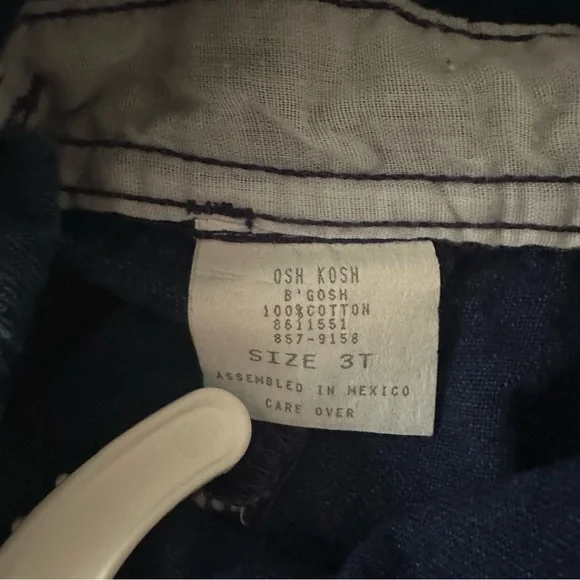 OSH KOSH
B'GOSH
100%COTTON
8611551
857-9158
SIZE 3T
ASSEMBLED IN MEXICO
CARE OVER